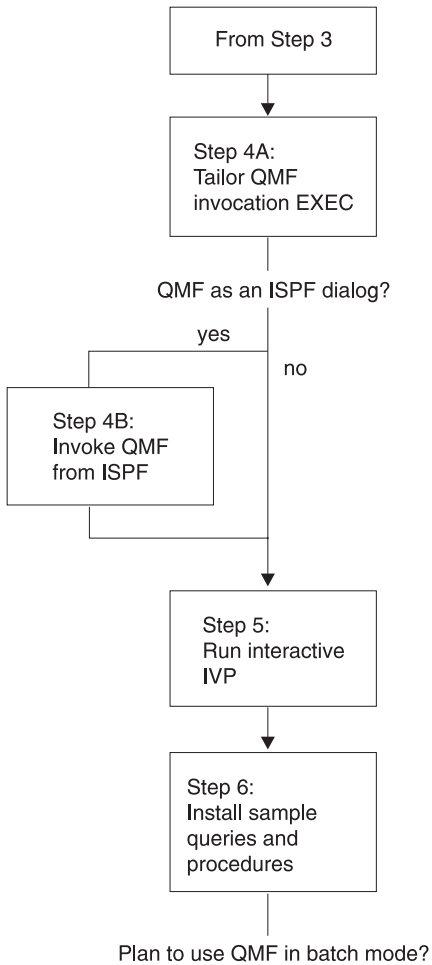 From Step 3
Step 4A:
Tailor QMF
invocation EXEC
QMF as an ISPF dialog?
yes
no
Step 4B:
Invoke QMF
from ISPF
Step 5:
Run interactive
IVP
Step 6:
Install sample
queries and
procedures
Plan to use QMF in batch mode?